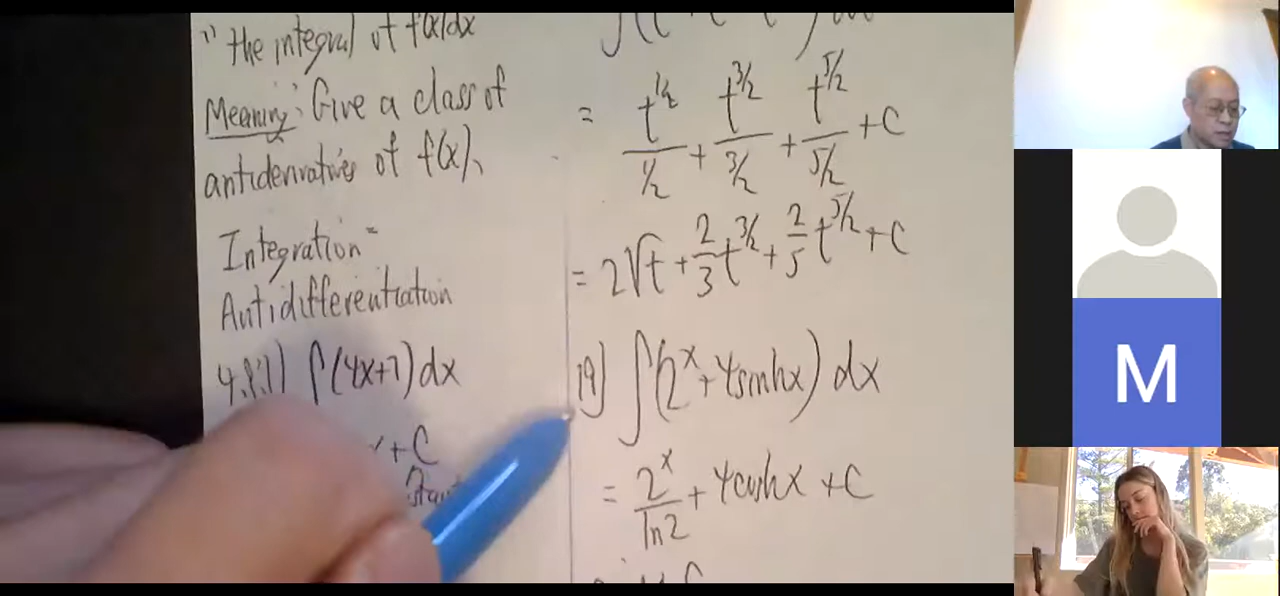 "the integral of f(x)dx
Meaning: Give a class of
antiderivatives of f(x).
Integration =
Antidifferentiation
4.8:1) ∫(4x+7)dx
+C
= t^1/2 / 1/2 + t^3/2 / 3/2 + t^5/2 / 5/2 + C
= 2√t + 2/3 t^3/2 + 2/5 t^5/2 + C
19) ∫(2^x + 4sinhx) dx
= 2^x / ln2 + 4coshx + C
M